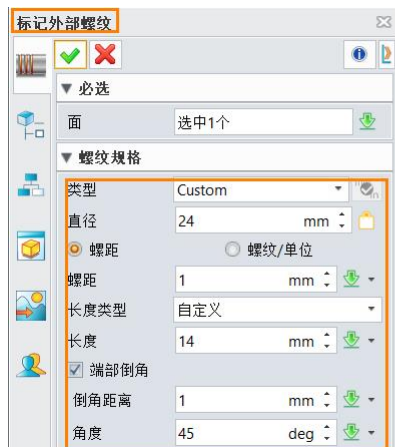 标记外部螺纹
▼ 必选
面 选中1个
▼ 螺纹规格
类型 Custom
直径 24 mm
螺距 螺纹/单位
螺距 1 mm
长度类型 自定义
长度 14 mm
端部倒角
倒角距离 1 mm
角度 45 deg